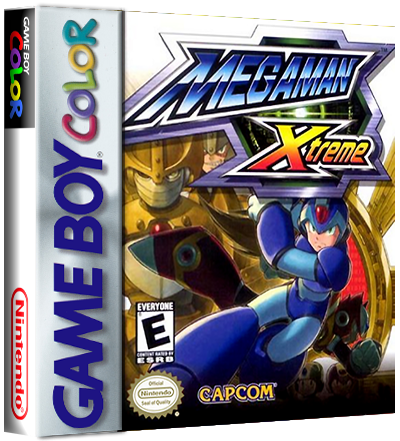 GAME BOY
COLOR
Nintendo
GAME BOY COLOR
MEGAMAN
TM
Xtreme
EVERYONE
E
CONTENT RATED BY
ESRB
Official
Nintendo
Seal of Quality
CAPCOM